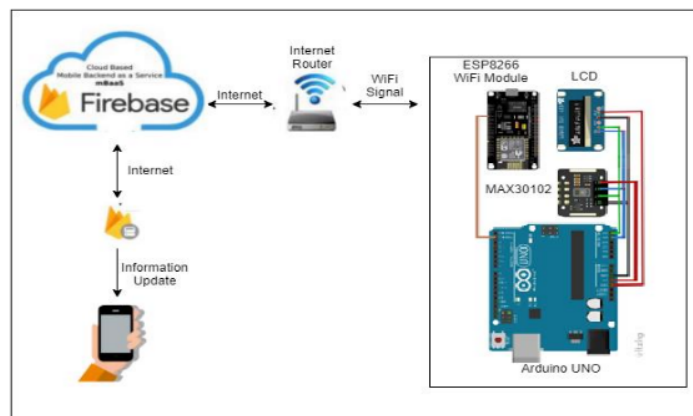 Cloud Based
Mobile Backend as a Service
mBaaS
Firebase
Internet
Internet
Router
WiFi
Signal
ESP8266
WiFi Module
LCD
MAX30102
Internet
Information
Update
UNO
Arduino UNO